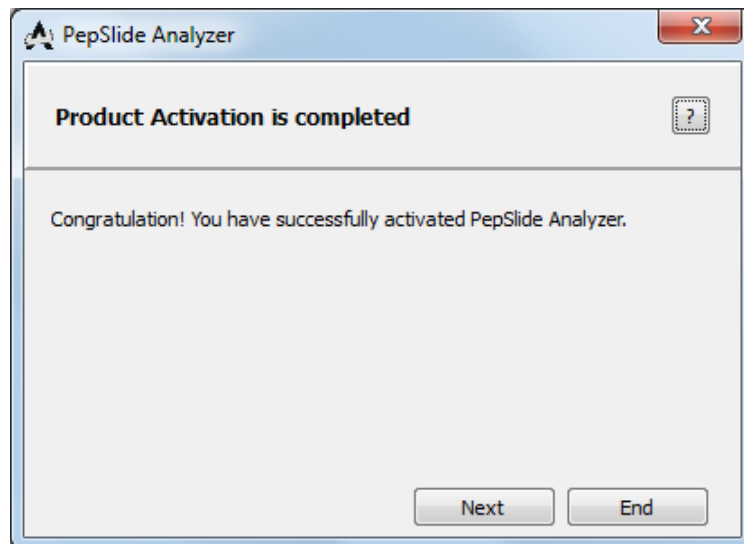 PepSlide Analyzer
Product Activation is completed
?
Congratulation! You have successfully activated PepSlide Analyzer.
Next
End